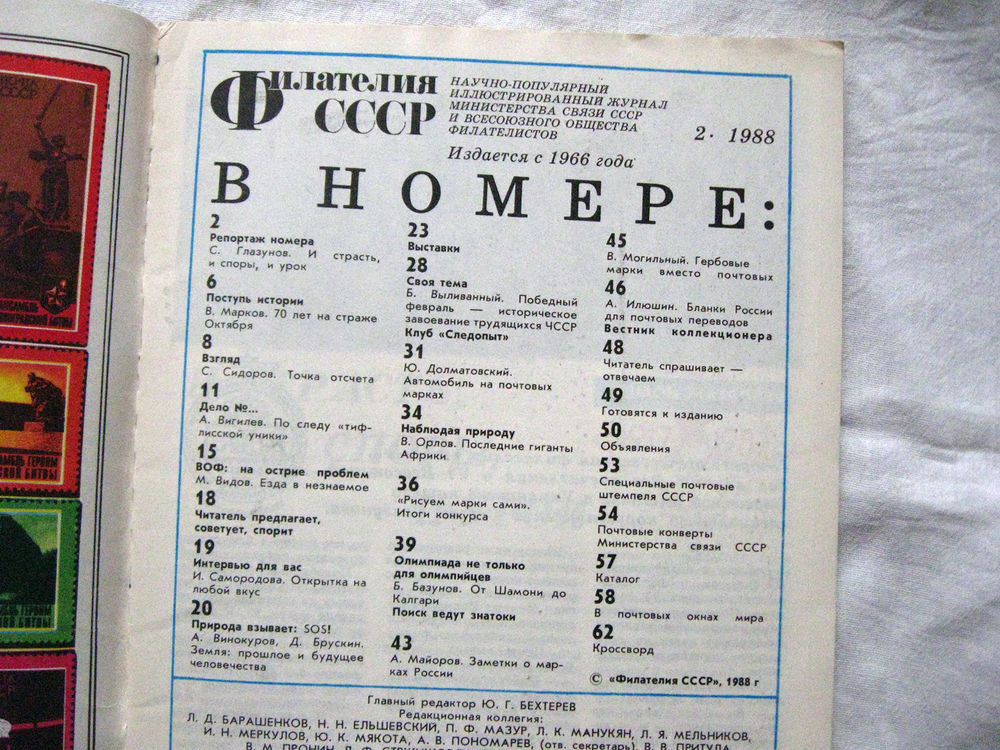 Филателия
СССР
НАУЧНО-ПОПУЛЯРНЫЙ
ИЛЛЮСТРИРОВАННЫЙ ЖУРНАЛ
МИНИСТЕРСТВА СВЯЗИ СССР
И ВСЕСОЮЗНОГО ОБЩЕСТВА
ФИЛАТЕЛИСТОВ
2· 1988
Издается с 1966 года
В НОМЕРЕ:
2
Репортаж номера
С. Глазунов. И страсть,
и споры, и урок
6
Поступь истории
В. Марков. 70 лет на страже
Октября
8
Взгляд
С. Сидоров. Точка отсчета
11
Дело №...
А. Вигилев. По следу «тиф-
лисской уники»
15
ВОФ: на острие проблем
М. Видов. Езда в незнаемое
18
Читатель предлагает,
советует, спорит
19
Интервью для вас
И. Самородова. Открытка на
любой вкус
20
Природа взывает: SOS!
А. Винокуров, Д. Брускин.
Земля: прошлое и будущее
человечества
23
Выставки
28
Своя тема
Б. Выливанный. Победный
февраль — историческое
завоевание трудящихся ЧССР
Клуб «Следопыт»
31
Ю. Долматовский.
Автомобиль на почтовых
марках
34
Наблюдая природу
В. Орлов. Последние гиганты
Африки.
36
«Рисуем марки сами».
Итоги конкурса
39
Олимпиада не только
для олимпийцев
Б. Базунов. От Шамони до
Калгари
Поиск ведут знатоки
43
А. Майоров. Заметки о мар-
ках России
45
В. Могильный. Гербовые
марки вместо почтовых
46
А. Илюшин. Бланки России
для почтовых переводов
Вестник коллекционера
48
Читатель спрашивает —
отвечаем
49
Готовятся к изданию
50
Объявления
53
Специальные почтовые
штемпеля СССР
54
Почтовые конверты
Министерства связи СССР
57
Каталог
58
В почтовых окнах мира
62
Кроссворд
© «Филателия СССР», 1988 г
Главный редактор Ю. Г. БЕХТЕРЕВ
Редакционная коллегия:
Л. Д. БАРАШЕНКОВ, Н. Н. ЕЛЬШЕВСКИЙ, П. Ф. МАЗУР, Л. К. МАНУКЯН, Л. Я. МЕЛЬНИКОВ,
И. Н. МЕРКУЛОВ, Ю. К. МЯКОТА, А. В. ПОНОМАРЕВ, (отв. секретарь), В. В. ПРИТУЛА